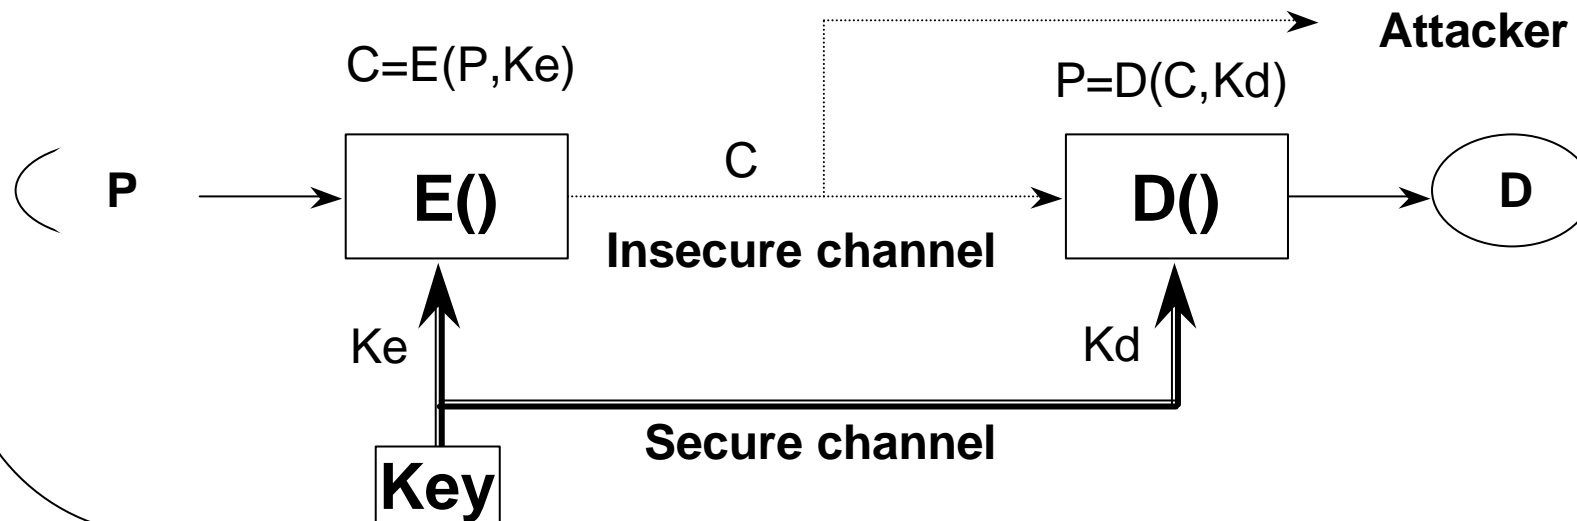 Attacker
C=E(P,Ke)
P=D(C,Kd)
C
P
E()
D()
D
Insecure channel
Ke
Kd
Secure channel
Key